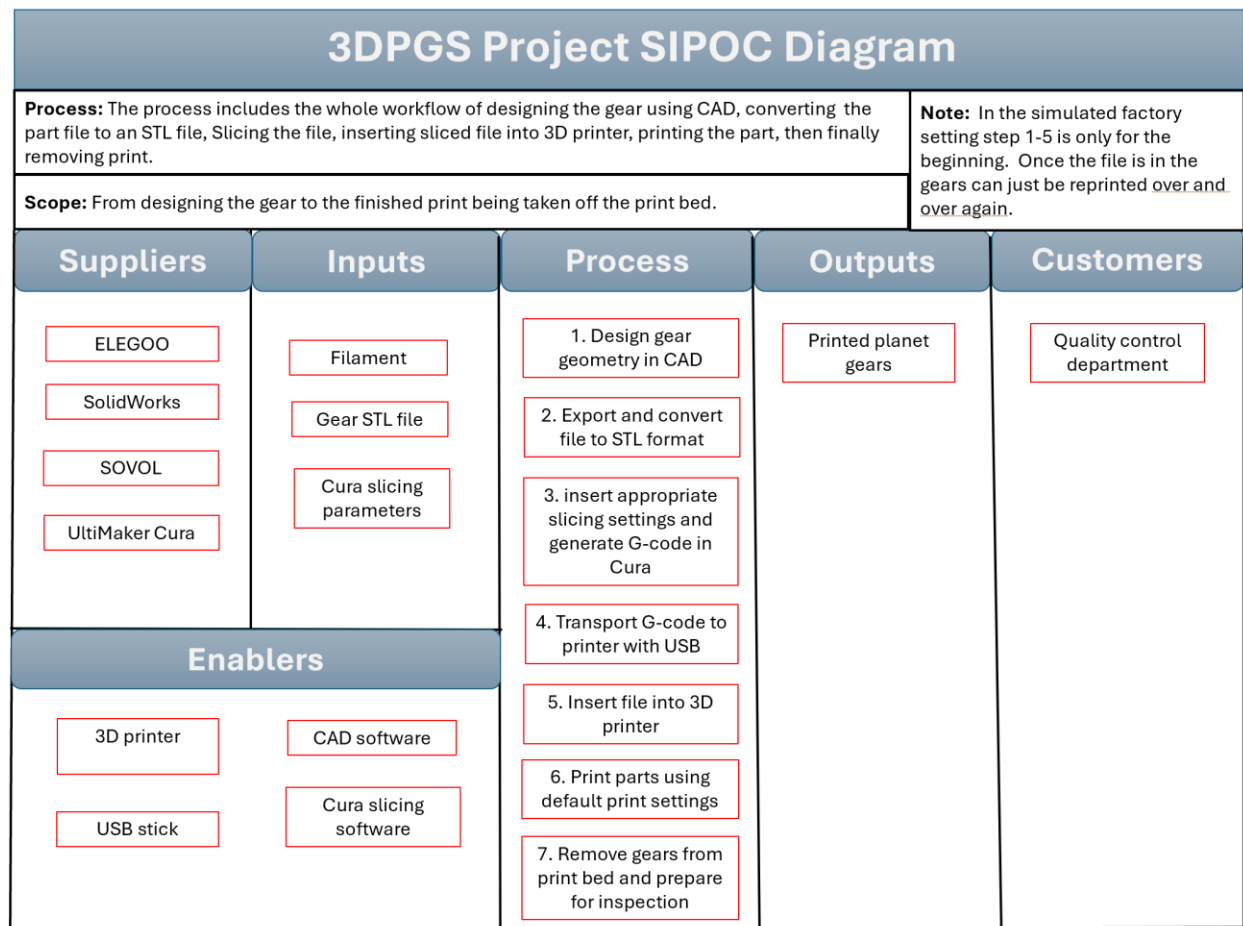 3DPGS Project SIPOC Diagram
Process: The process includes the whole workflow of designing the gear using CAD, converting the
part file to an STL file, Slicing the file, inserting sliced file into 3D printer, printing the part, then finally
removing print.
Scope: From designing the gear to the finished print being taken off the print bed.
Note: In the simulated factory
setting step 1-5 is only for the
beginning. Once the file is in the
gears can just be reprinted over and
over again.
Suppliers
ELEGOO
SolidWorks
SOVOL
UltiMaker Cura
Inputs
Filament
Gear STL file
Cura slicing
parameters
Enablers
3D printer
USB stick
CAD software
Cura slicing
software
Process
1. Design gear
geometry in CAD
2. Export and convert
file to STL format
3. insert appropriate
slicing settings and
generate G-code in
Cura
4. Transport G-code to
printer with USB
5. Insert file into 3D
printer
6. Print parts using
default print settings
7. Remove gears from
print bed and prepare
for inspection
Outputs
Printed planet
gears
Customers
Quality control
department